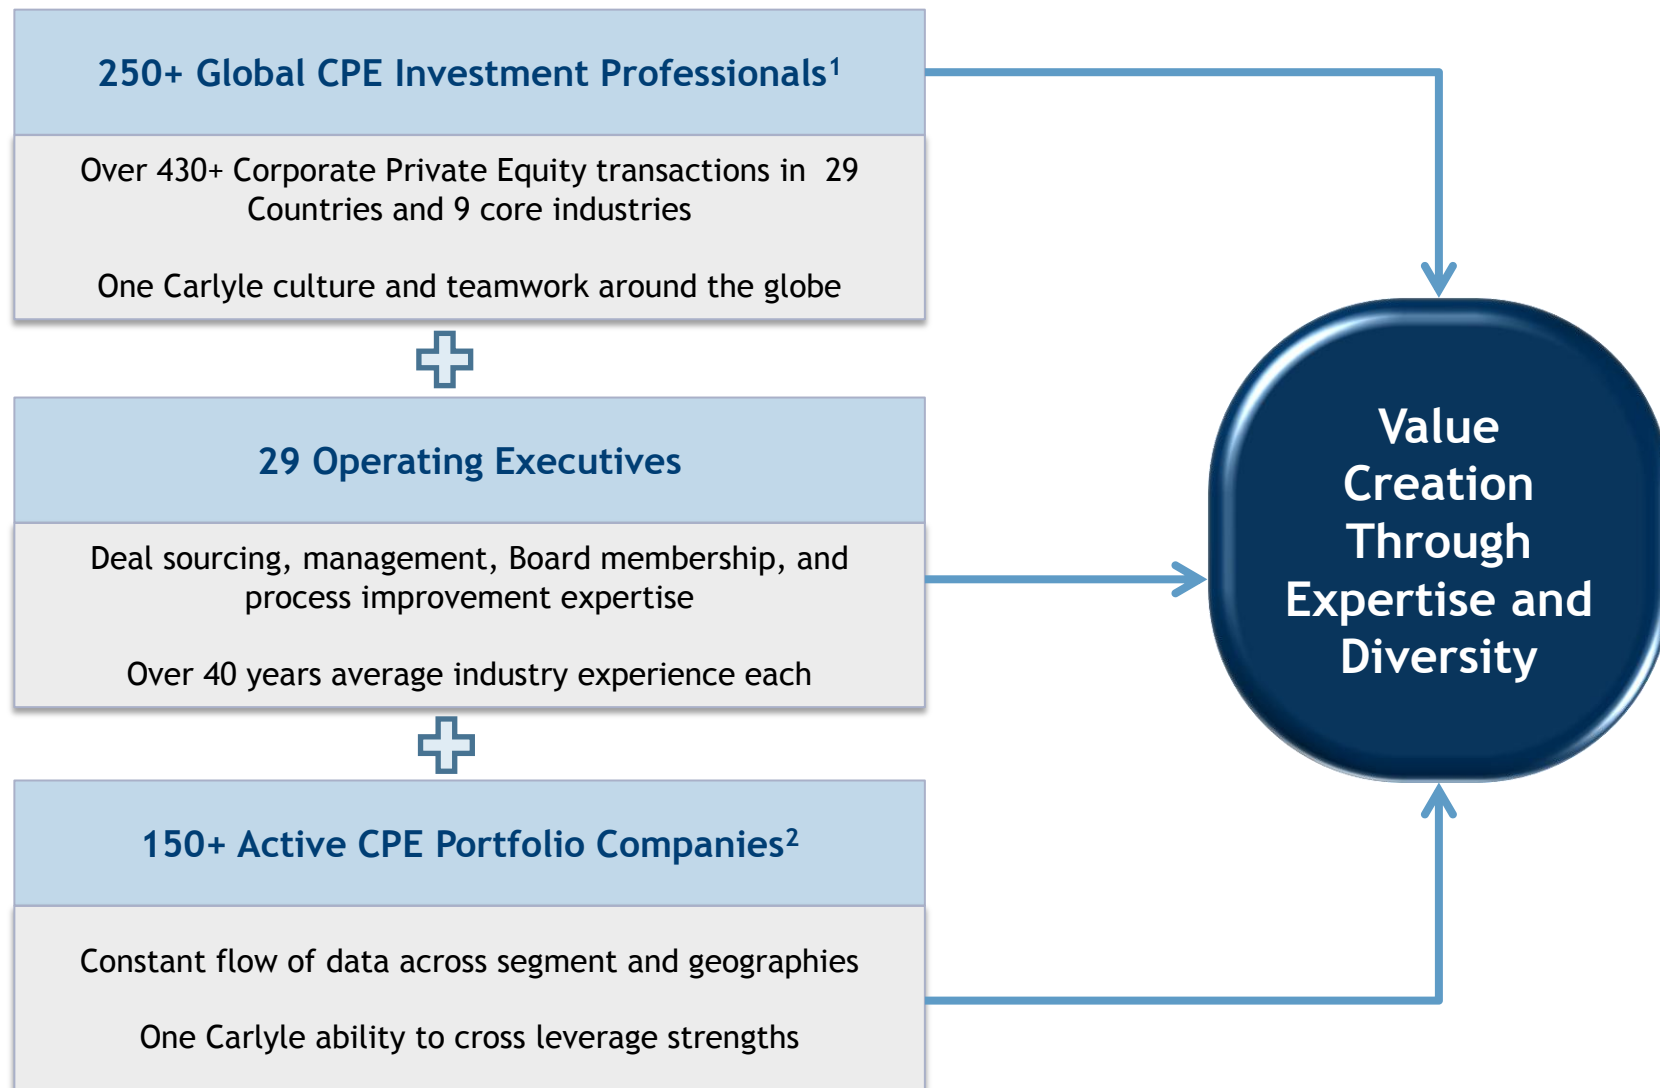 250+ Global CPE Investment Professionals¹
Over 430+ Corporate Private Equity transactions in  29
Countries and 9 core industries
One Carlyle culture and teamwork around the globe
29 Operating Executives
Deal sourcing, management, Board membership, and
process improvement expertise
Over 40 years average industry experience each
150+ Active CPE Portfolio Companies²
Constant flow of data across segment and geographies
One Carlyle ability to cross leverage strengths
Value
Creation
Through
Expertise and
Diversity